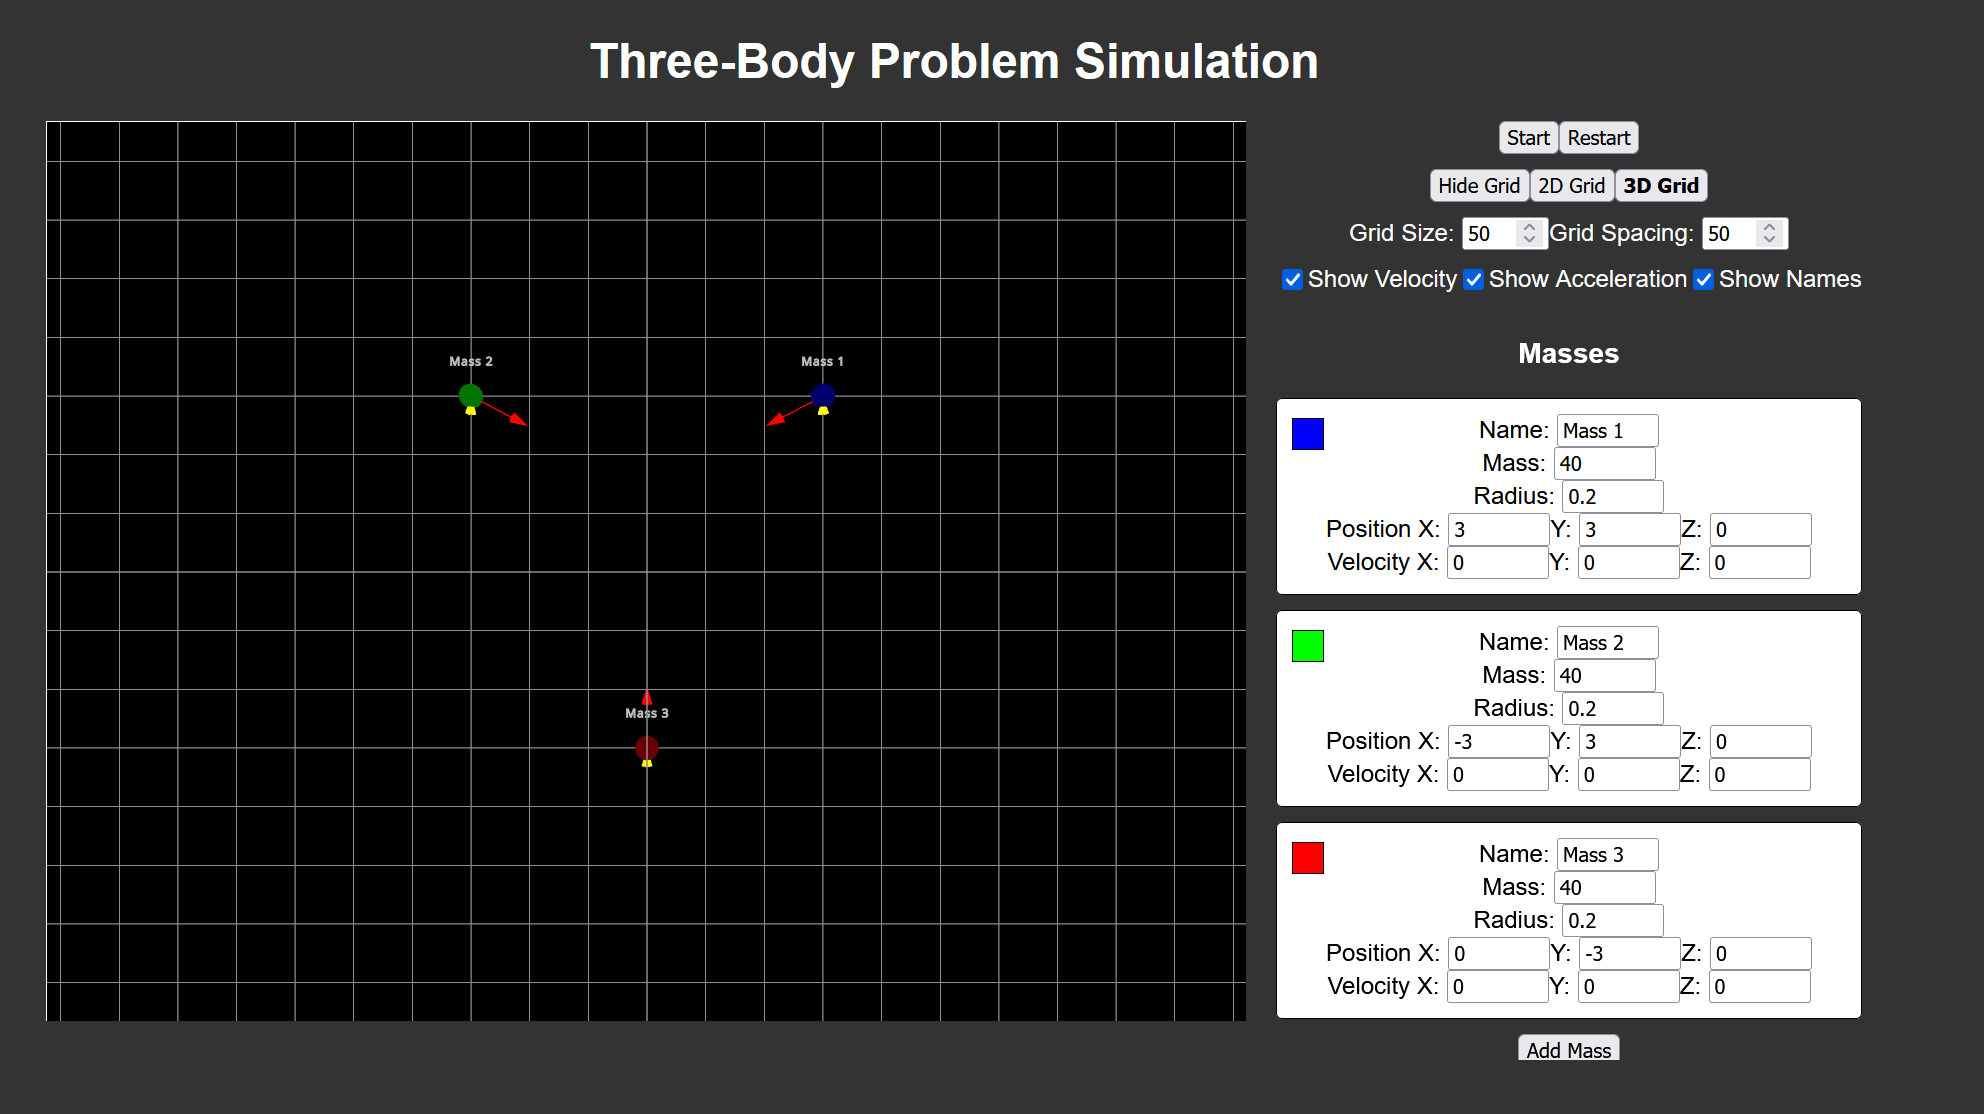 Three-Body Problem Simulation
Start Restart
Hide Grid 2D Grid 3D Grid
Grid Size: 50 Grid Spacing: 50
Show Velocity Show Acceleration Show Names
Mass 2 Mass 1
Mass 3
Masses
Name: Mass 1
Mass: 40
Radius: 0.2
Position X: 3 Y: 3 Z: 0
Velocity X: 0 Y: 0 Z: 0
Name: Mass 2
Mass: 40
Radius: 0.2
Position X: -3 Y: 3 Z: 0
Velocity X: 0 Y: 0 Z: 0
Name: Mass 3
Mass: 40
Radius: 0.2
Position X: 0 Y: -3 Z: 0
Velocity X: 0 Y: 0 Z: 0
Add Mass